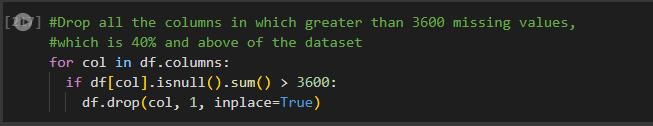 #Drop all the columns in which greater than 3600 missing values,
#which is 40% and above of the dataset
for col in df.columns:
  if df[col].isnull().sum() > 3600:
    df.drop(col, 1, inplace=True)